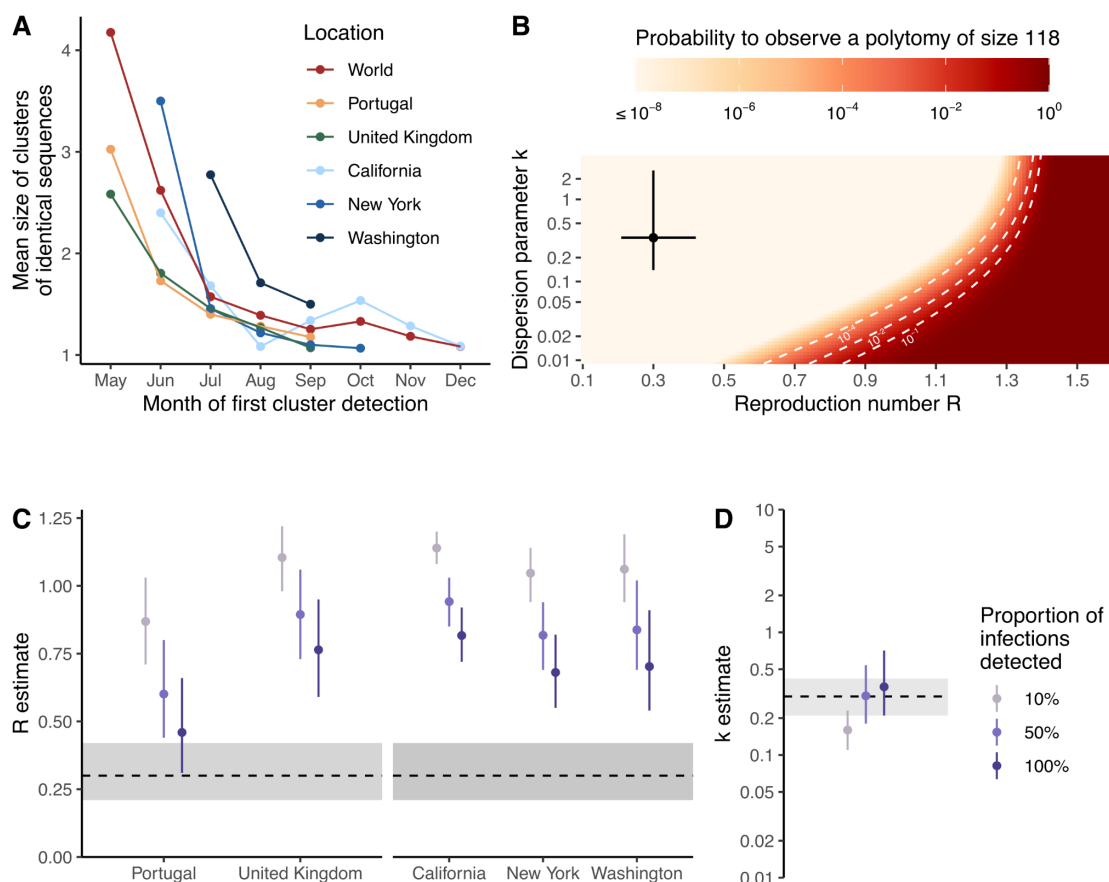 A
Mean size of clusters
of identical sequences
4
3
2
1
May Jun Jul Aug Sep Oct Nov Dec
Month of first cluster detection
Location
World
Portugal
United Kingdom
California
New York
Washington
B
Probability to observe a polytomy of size 118
≤ 10⁻⁸ 10⁻⁶ 10⁻⁴ 10⁻² 10⁰
Dispersion parameter k
2
1
0.5
0.2
0.1
0.05
0.02
0.01
10⁻⁴ 10⁻² 10⁻¹
0.1 0.3 0.5 0.7 0.9 1.1 1.3 1.5
Reproduction number R
C
R estimate
1.25
1.00
0.75
0.50
0.25
0.00
Portugal United Kingdom California New York Washington
D
k estimate
10
5
2
1
0.5
0.2
0.1
0.05
0.02
0.01
Proportion of
infections
detected
10%
50%
100%